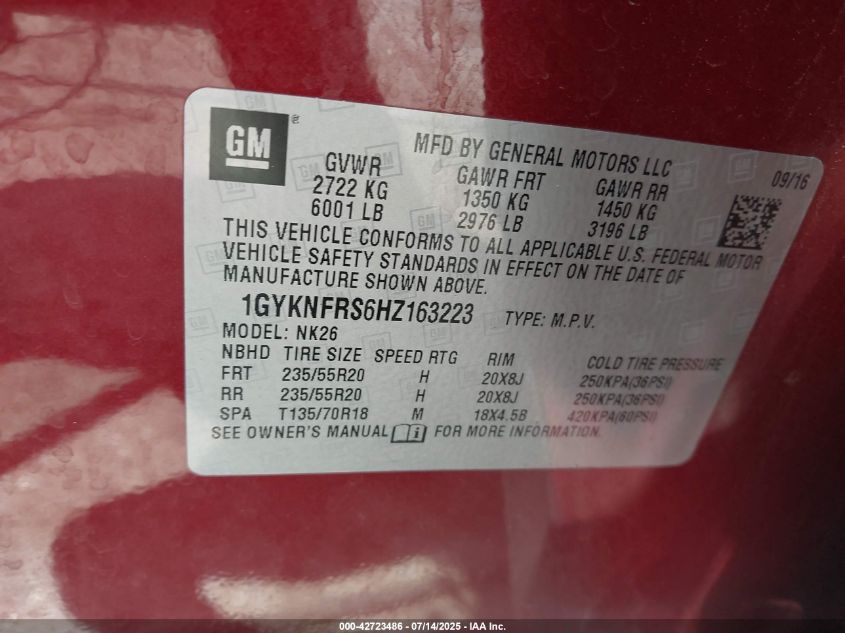 GM ®
MFD BY GENERAL MOTORS LLC
09/16
GVWR GAWR FRT GAWR RR
2722 KG 1350 KG 1450 KG
6001 LB 2976 LB 3196 LB
THIS VEHICLE CONFORMS TO ALL APPLICABLE U.S. FEDERAL MOTOR
VEHICLE SAFETY STANDARDS IN EFFECT ON THE DATE OF
MANUFACTURE SHOWN ABOVE.
1GYKNFRS6HZ163223 TYPE: M.P.V.
MODEL: NK26
NBHD TIRE SIZE SPEED RTG RIM COLD TIRE PRESSURE
FRT 235/55R20 H 20X8J 250KPA(36PSI)
RR 235/55R20 H 20X8J 250KPA(36PSI)
SPA T135/70R18 M 18X4.5B 420KPA(60PSI)
SEE OWNER'S MANUAL i FOR MORE INFORMATION.
000-42723486 - 07/14/2025 - IAA Inc.